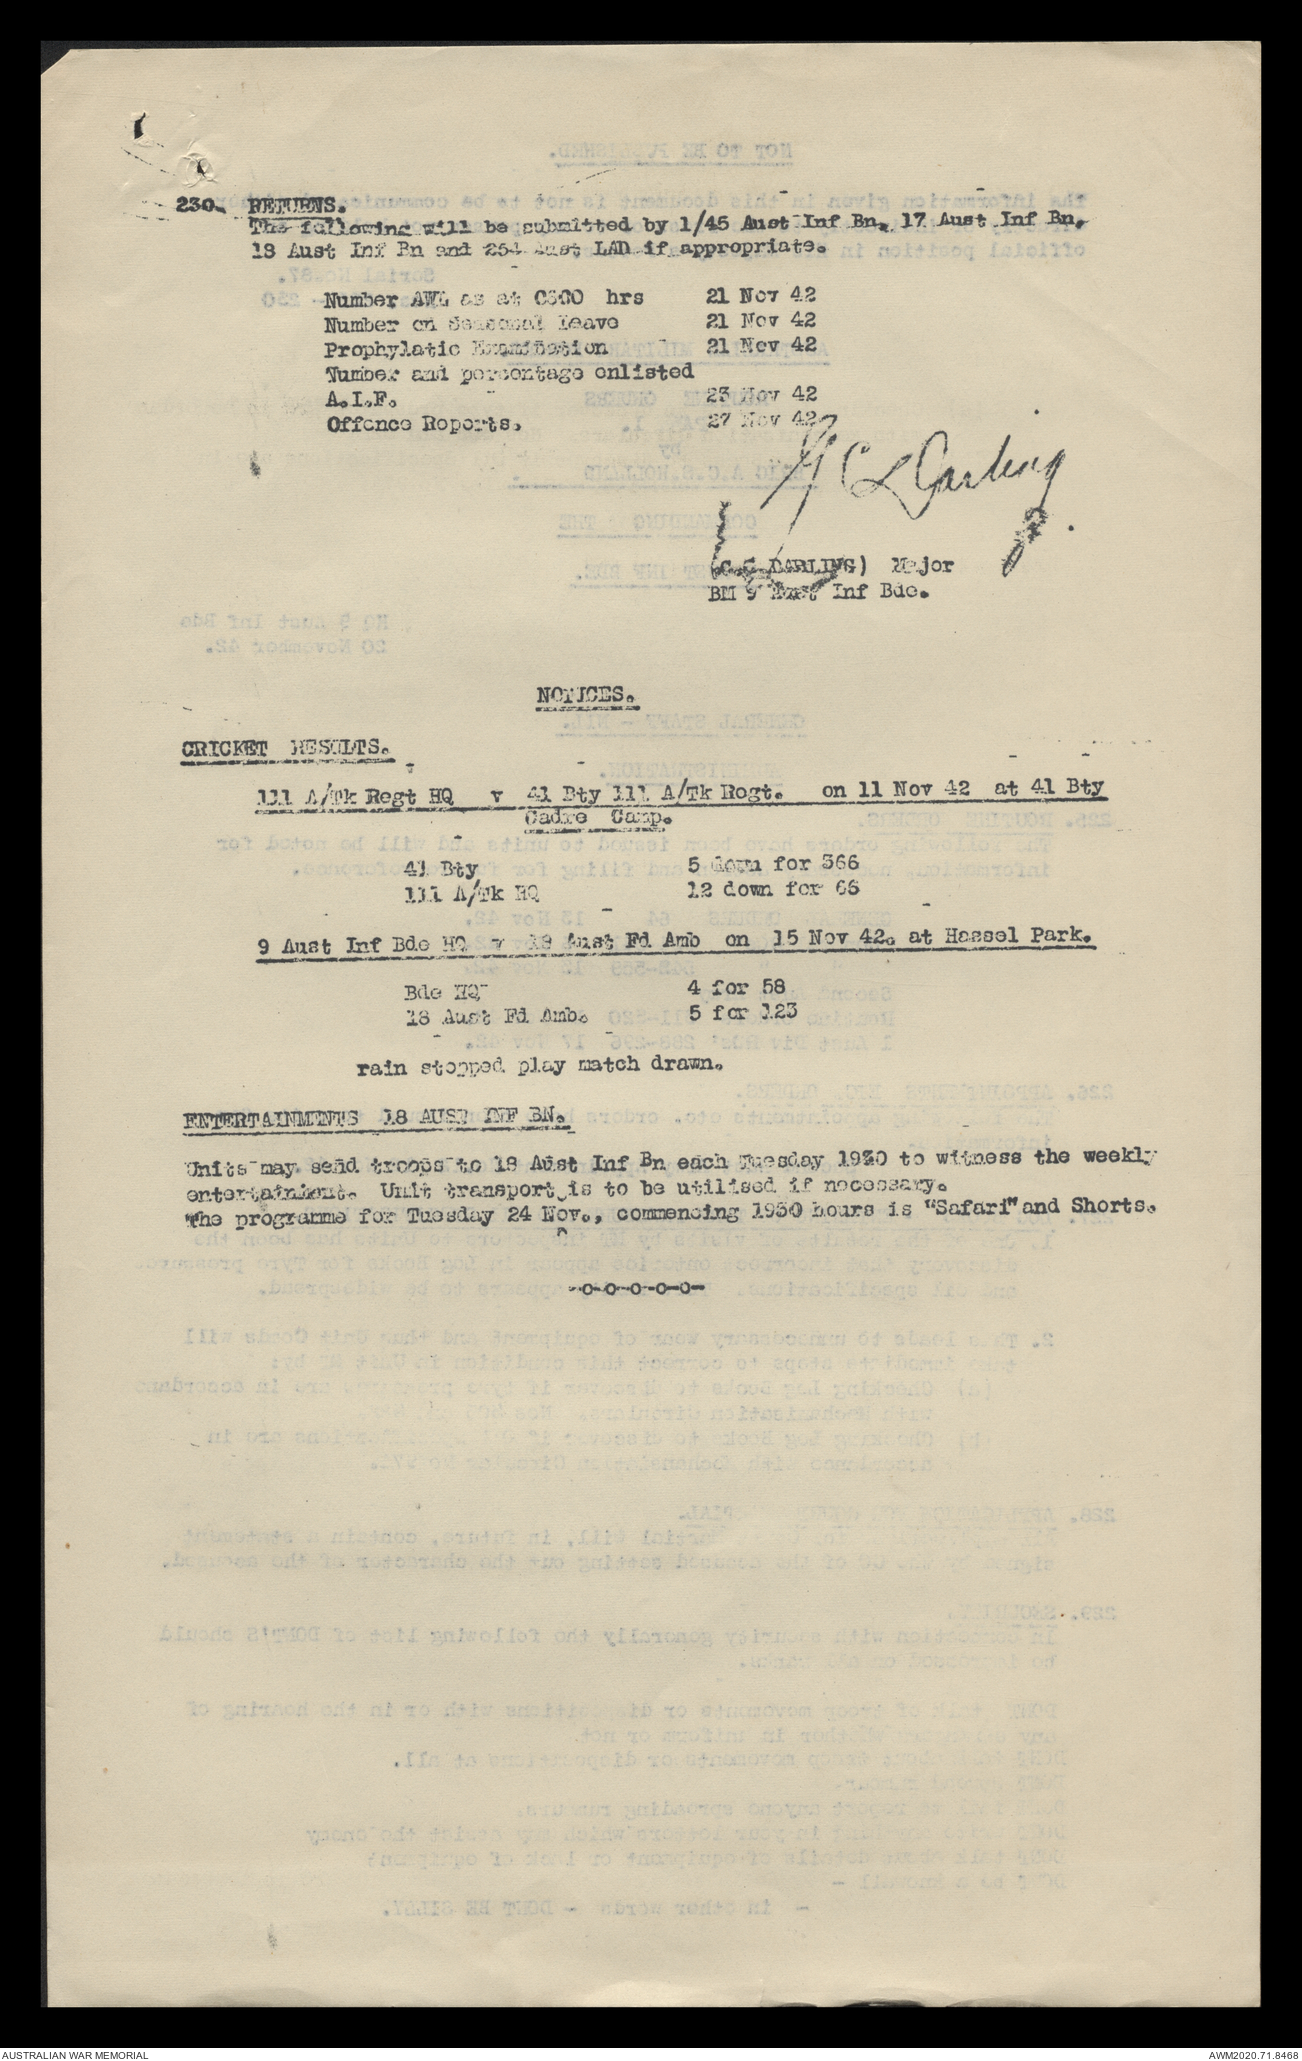 230. RETURNS.
The following will be submitted by 1/45 Aust Inf Bn, 17 Aust Inf Bn,
18 Aust Inf Bn and 254 Aust LAD if appropriate.
Number AWL as at 0600 hrs 21 Nov 42
Number on Seasonal Leave 21 Nov 42
Prophylatic Examination 21 Nov 42
Number and percentage enlisted
A.I.F. 23 Nov 42
Offence Reports. 27 Nov 42
C L Darling
(C.C DARLING) Major
BM 9 Aust Inf Bde.
NOTICES.
CRICKET RESULTS.
111 A/Tk Regt HQ v 41 Bty 111 A/Tk Regt. on 11 Nov 42 at 41 Bty
Cadre Camp.
41 Bty 5 down for 366
111 A/Tk HQ 12 down for 66
9 Aust Inf Bde HQ v 18 Aust Fd Amb on 15 Nov 42. at Hassel Park.
Bde HQ 4 for 58
18 Aust Fd Amb. 5 for 123
rain stopped play match drawn.
ENTERTAINMENTS 18 AUST INF BN.
Units may send troops to 18 Aust Inf Bn each Tuesday 1930 to witness the weekly
entertainment. Unit transport is to be utilised if necessary.
The programme for Tuesday 24 Nov., commencing 1930 hours is "Safari" and Shorts.
-o-o-o-o-o-
AUSTRALIAN WAR MEMORIAL AWM2020.71.8468